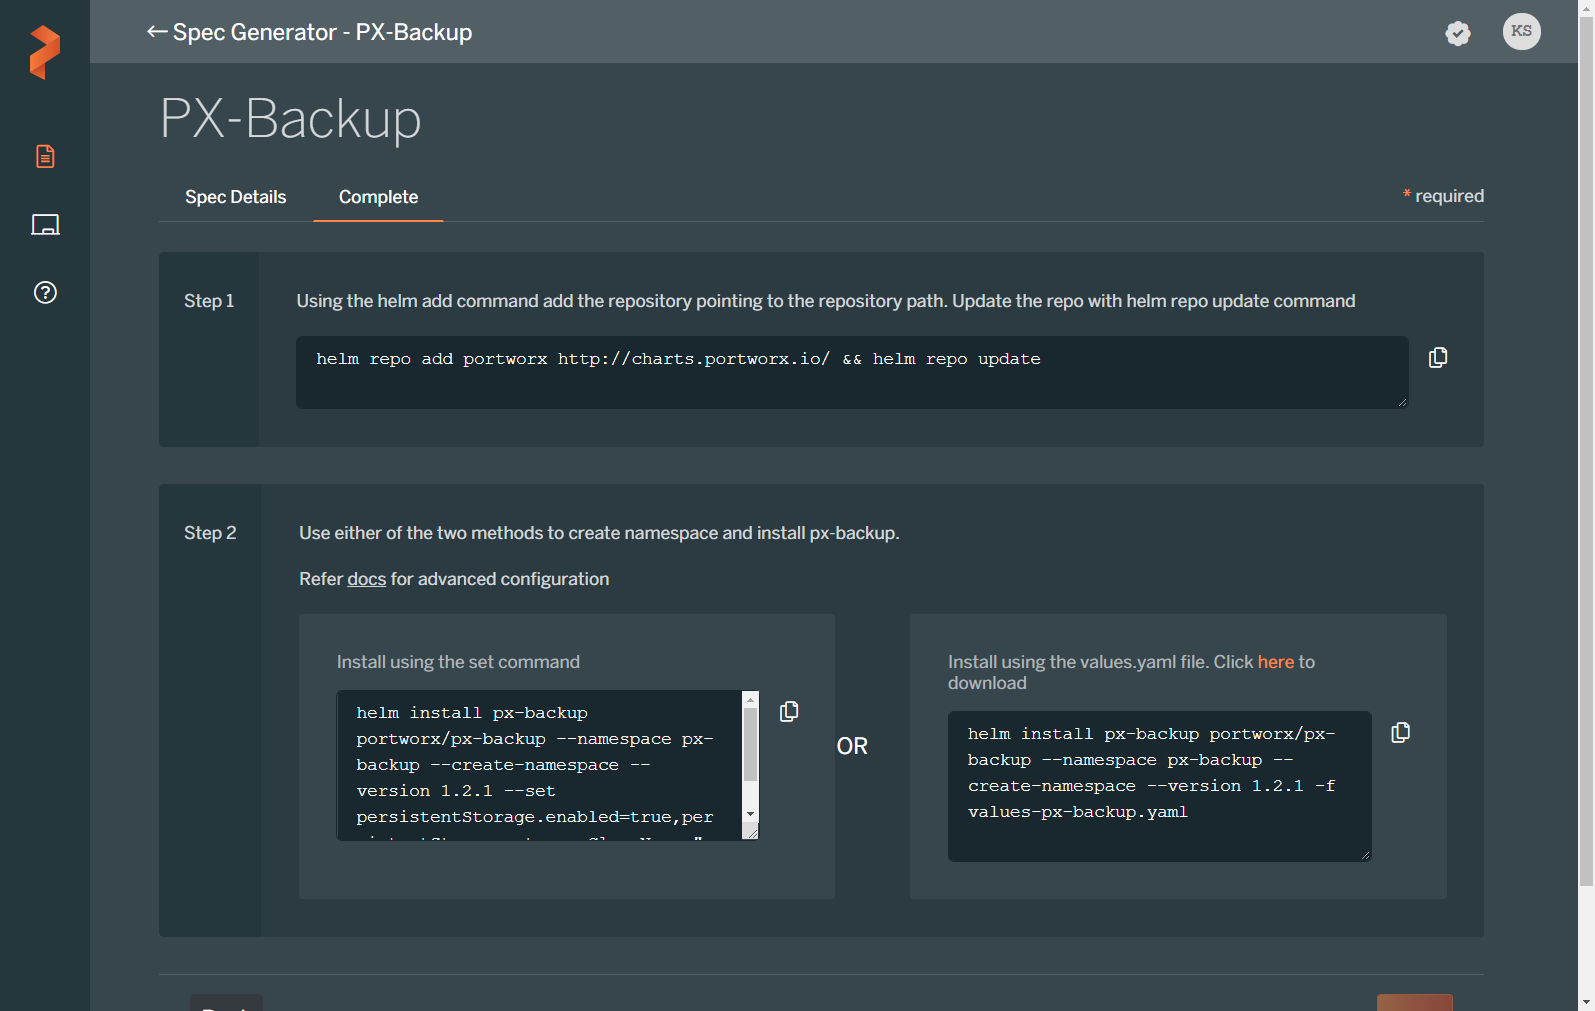 Spec Generator - PX-Backup
KS
PX-Backup
Spec Details
Complete
* required
Step 1
Using the helm add command add the repository pointing to the repository path. Update the repo with helm repo update command
helm repo add portworx http://charts.portworx.io/ && helm repo update
Step 2
Use either of the two methods to create namespace and install px-backup.
Refer docs for advanced configuration
Install using the set command
helm install px-backup
portworx/px-backup --namespace px-
backup --create-namespace --
version 1.2.1 --set
persistentStorage.enabled=true,per
OR
Install using the values.yaml file. Click here to
download
helm install px-backup portworx/px-
backup --namespace px-backup --
create-namespace --version 1.2.1 -f
values-px-backup.yaml